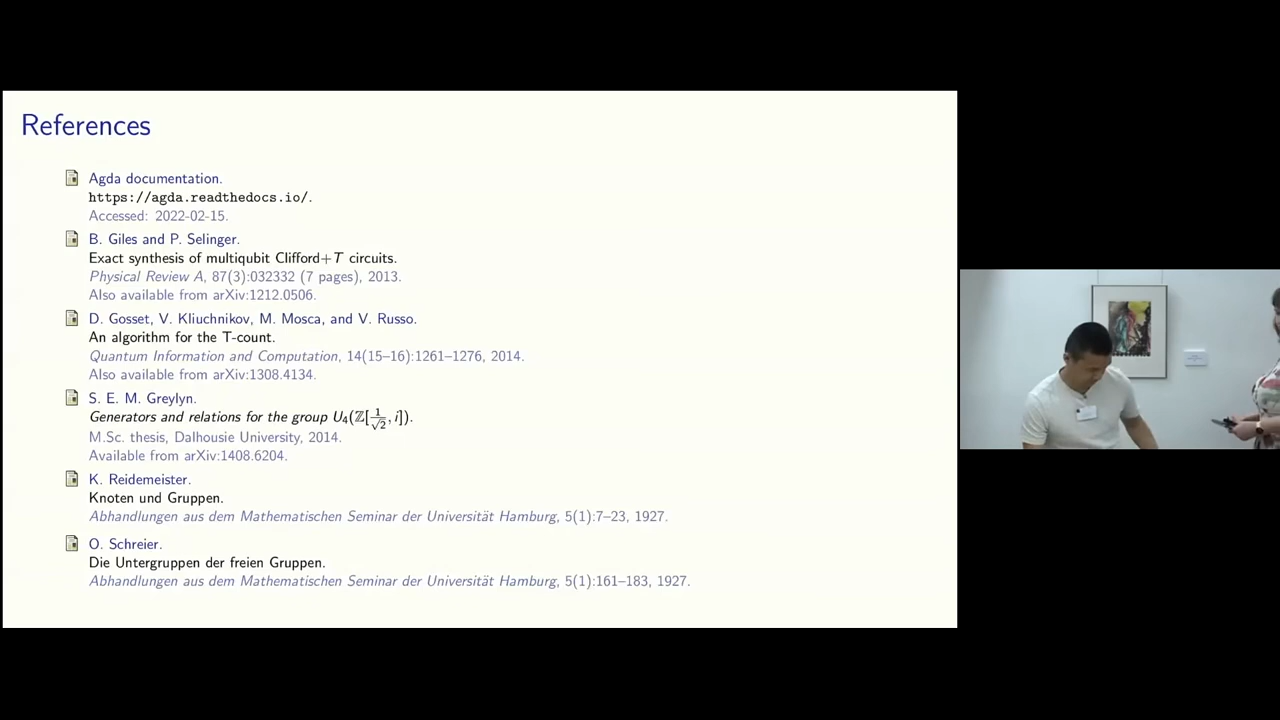 References
Agda documentation.
https://agda.readthedocs.io/.
Accessed: 2022-02-15.
B. Giles and P. Selinger.
Exact synthesis of multiqubit Clifford+T circuits.
Physical Review A, 87(3):032332 (7 pages), 2013.
Also available from arXiv:1212.0506.
D. Gosset, V. Kliuchnikov, M. Mosca, and V. Russo.
An algorithm for the T-count.
Quantum Information and Computation, 14(15–16):1261–1276, 2014.
Also available from arXiv:1308.4134.
S. E. M. Greylyn.
Generators and relations for the group U₄(ℤ[1/√2, i]).
M.Sc. thesis, Dalhousie University, 2014.
Available from arXiv:1408.6204.
K. Reidemeister.
Knoten und Gruppen.
Abhandlungen aus dem Mathematischen Seminar der Universität Hamburg, 5(1):7–23, 1927.
O. Schreier.
Die Untergruppen der freien Gruppen.
Abhandlungen aus dem Mathematischen Seminar der Universität Hamburg, 5(1):161–183, 1927.